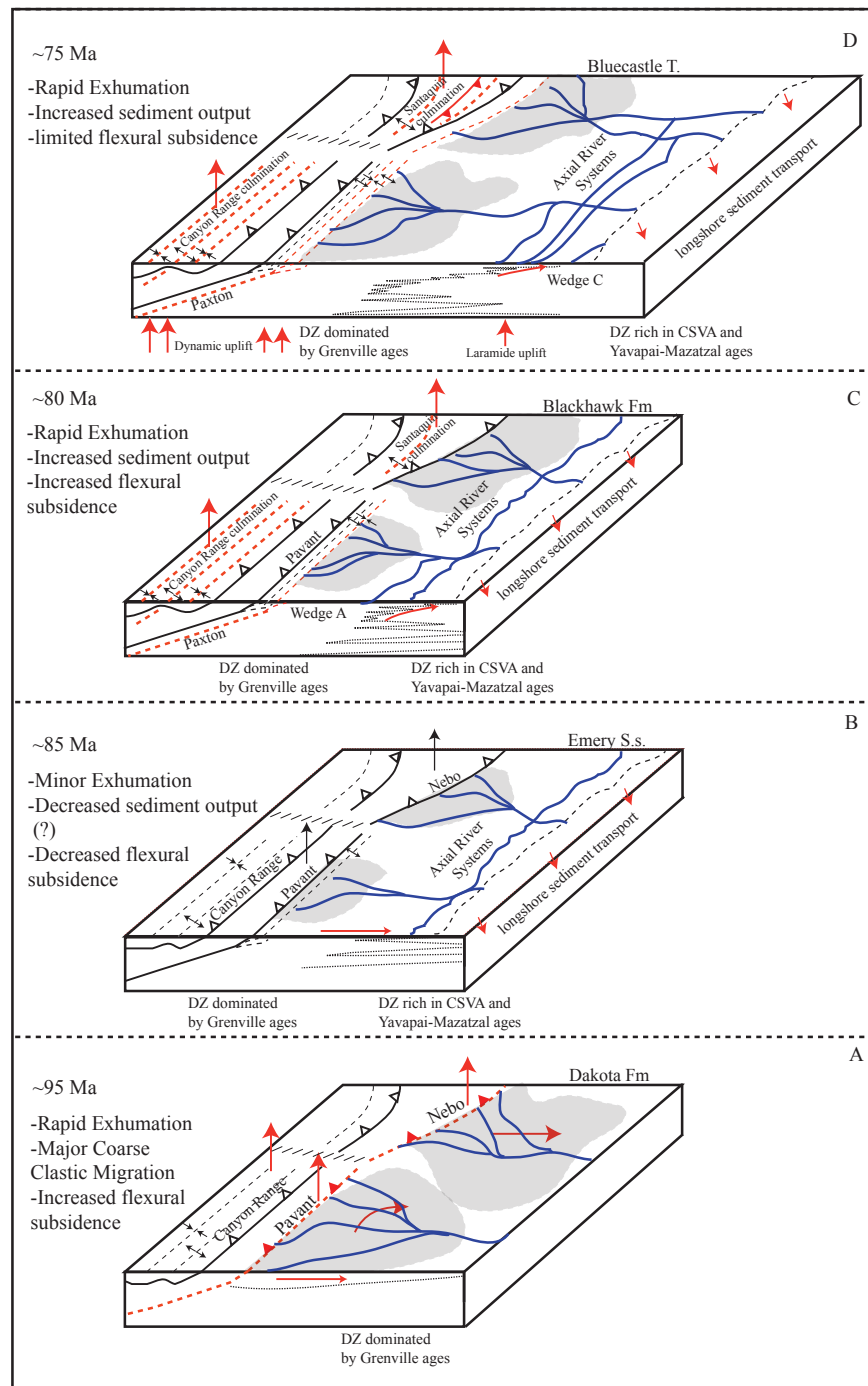 ~75 Ma
D
-Rapid Exhumation
-Increased sediment output
-limited flexural subsidence
Bluecastle T.
Santaquin
culmination
Canyon Range culmination
Axial River
Systems
longshore sediment transport
Paxton
Wedge C
Dynamic uplift
DZ dominated
by Grenville ages
Laramide uplift
DZ rich in CSVA and
Yavapai-Mazatzal ages
~80 Ma
C
-Rapid Exhumation
-Increased sediment output
-Increased flexural
subsidence
Blackhawk Fm
Santaquin
culmination
Canyon Range culmination
Pavant
Axial River
Systems
longshore sediment transport
Paxton
Wedge A
DZ dominated
by Grenville ages
DZ rich in CSVA and
Yavapai-Mazatzal ages
~85 Ma
B
-Minor Exhumation
-Decreased sediment output
(?)
-Decreased flexural
subsidence
Emery S.s.
Nebo
Canyon Range
Pavant
Axial River
Systems
longshore sediment transport
DZ dominated
by Grenville ages
DZ rich in CSVA and
Yavapai-Mazatzal ages
~95 Ma
A
-Rapid Exhumation
-Major Coarse
Clastic Migration
-Increased flexural
subsidence
Dakota Fm
Nebo
Canyon Range
Pavant
DZ dominated
by Grenville ages